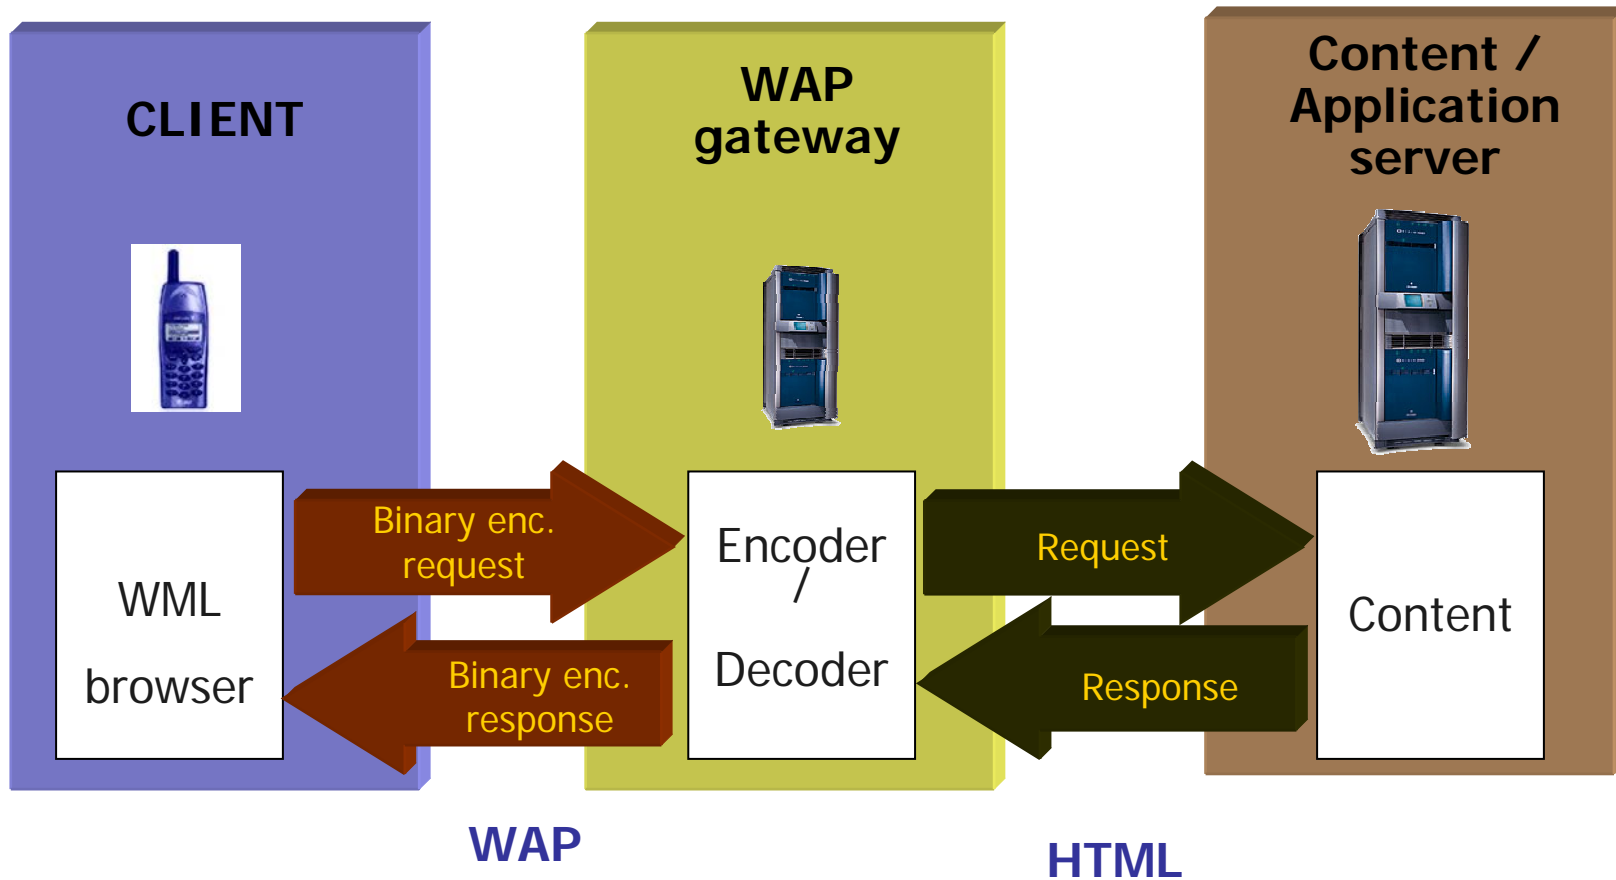 CLIENT
WAP
gateway
Content /
Application
server
Binary enc.
request
Encoder
/
Decoder
Request
WML
browser
Content
Binary enc.
response
Response
WAP
HTML